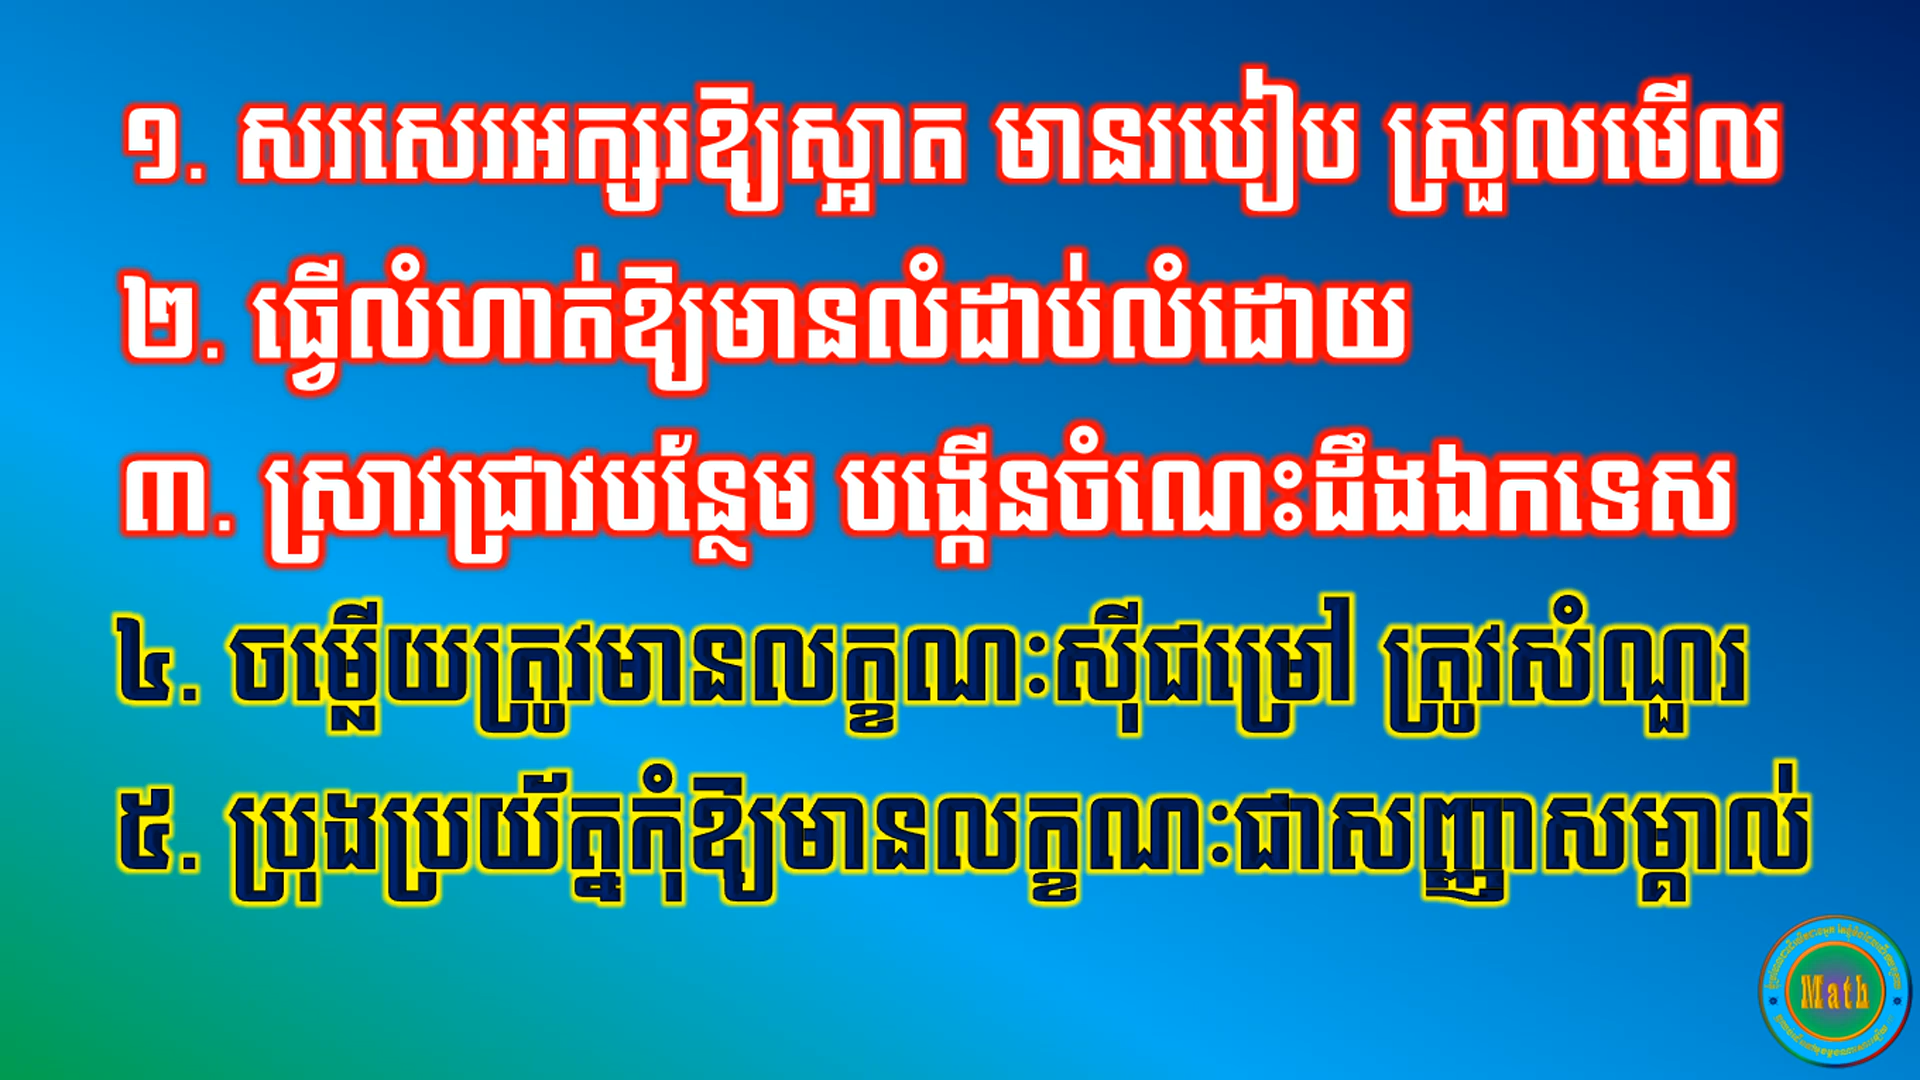 ១. សរសេរអក្សរឱ្យស្អាត មានរបៀប ស្រួលមើល
២. ធ្វើលំហាត់ឱ្យមានលំដាប់លំដោយ
៣. ស្រាវជ្រាវបន្ថែម បង្កើនចំណេះដឹងឯកទេស
៤. ចម្លើយត្រូវមានលក្ខណៈស៊ីជម្រៅ ត្រូវសំណួរ
៥. ប្រុងប្រយ័ត្នកុំឱ្យមានលក្ខណៈជាសញ្ញាសម្គាល់
Math